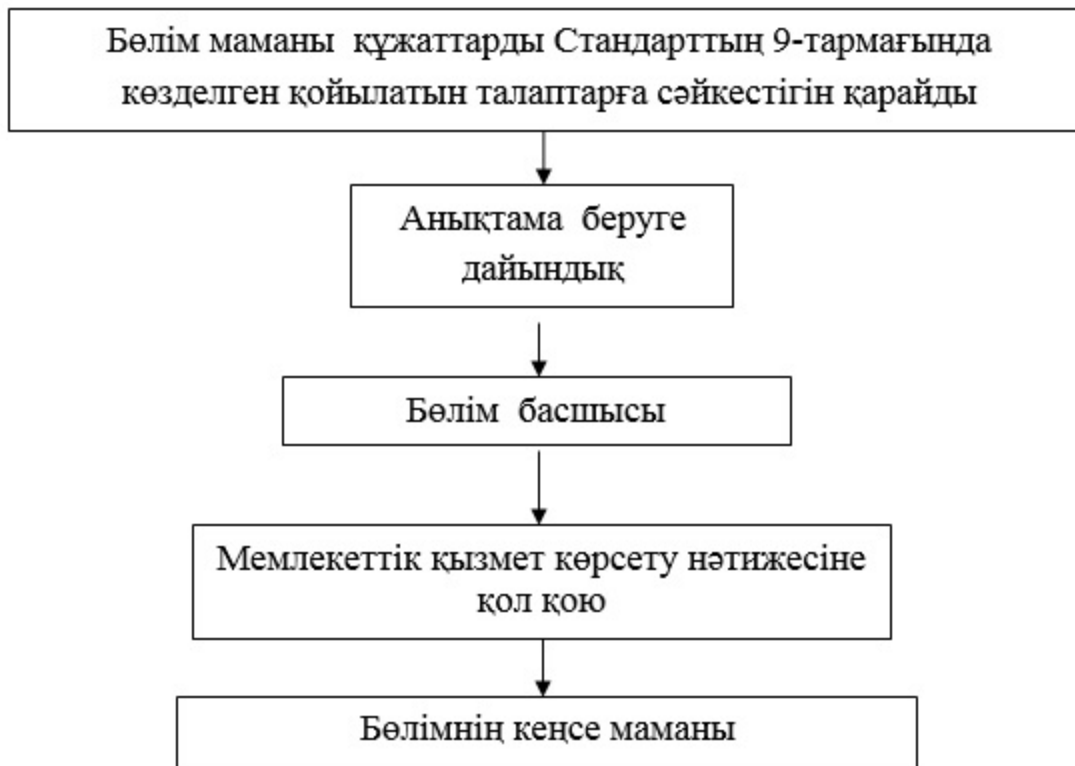 Бөлім маманы құжаттарды Стандарттың 9-тармағында
көзделген қойылатын талаптарға сәйкестігін қарайды
Анықтама беруге
дайындық
Бөлім басшысы
Мемлекеттік қызмет көрсету нәтижесіне
қол қою
Бөлімнің кеңсе маманы